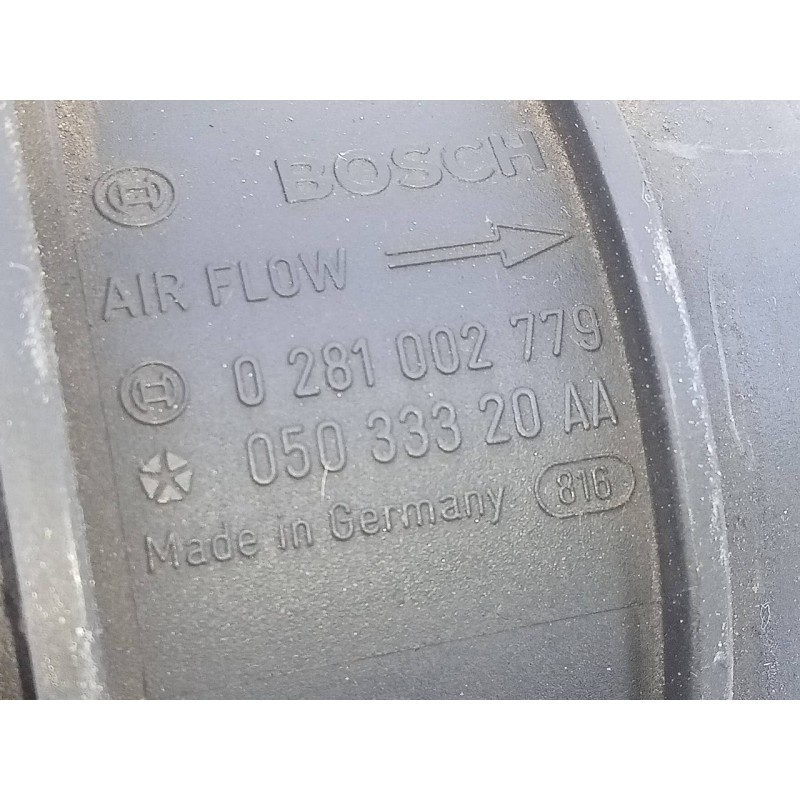 BOSCH
AIR FLOW
0 281 002 779
050 333 20 AA
Made in Germany 816